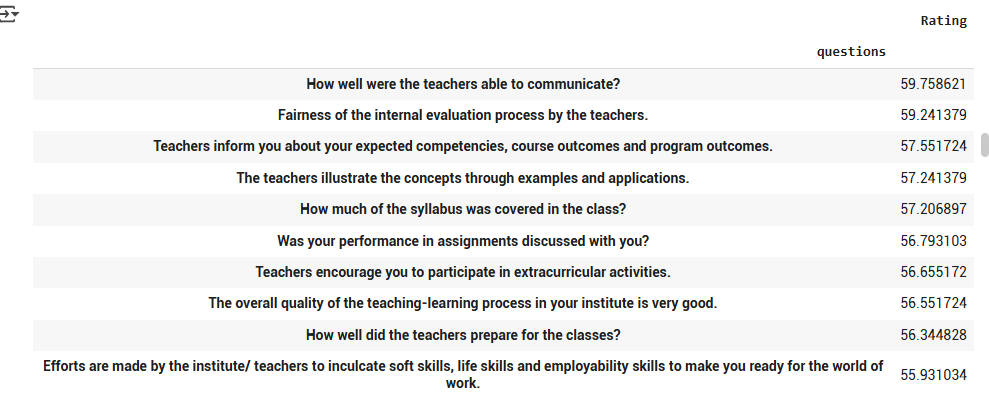 Rating
questions
How well were the teachers able to communicate? 59.758621
Fairness of the internal evaluation process by the teachers. 59.241379
Teachers inform you about your expected competencies, course outcomes and program outcomes. 57.551724
The teachers illustrate the concepts through examples and applications. 57.241379
How much of the syllabus was covered in the class? 57.206897
Was your performance in assignments discussed with you? 56.793103
Teachers encourage you to participate in extracurricular activities. 56.655172
The overall quality of the teaching-learning process in your institute is very good. 56.551724
How well did the teachers prepare for the classes? 56.344828
Efforts are made by the institute/ teachers to inculcate soft skills, life skills and employability skills to make you ready for the world of
work. 55.931034